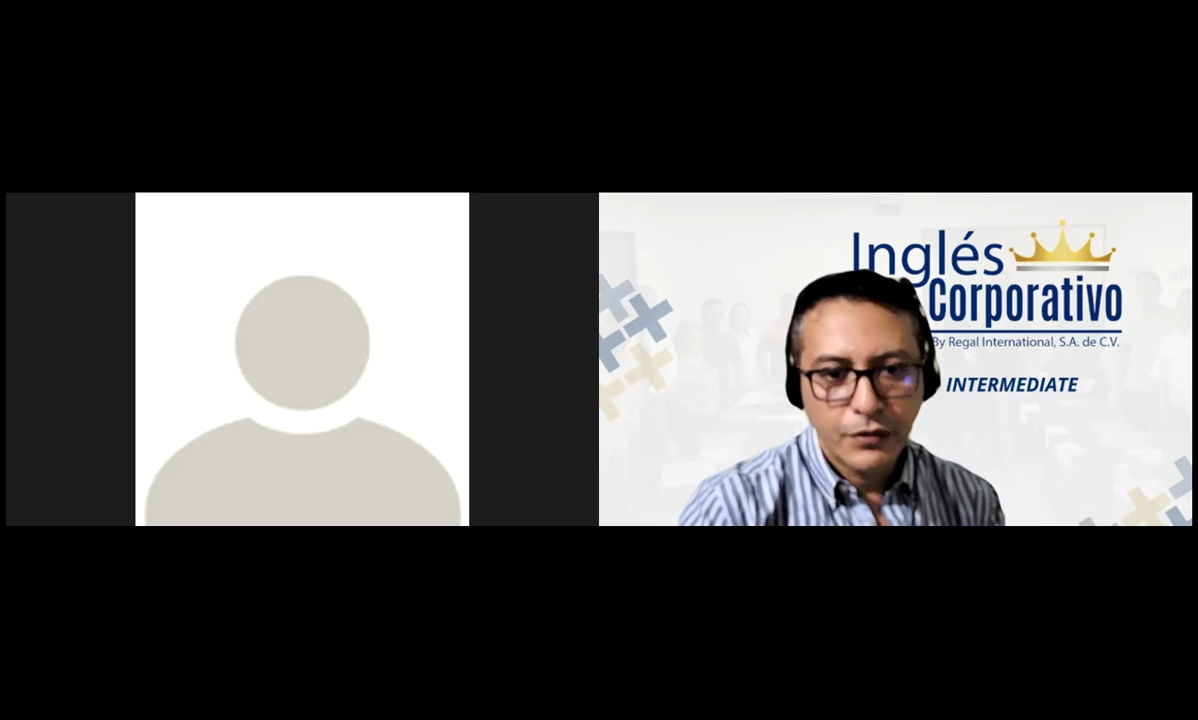 Inglés
Corporativo
By Regal International, S.A. de C.V.
INTERMEDIATE